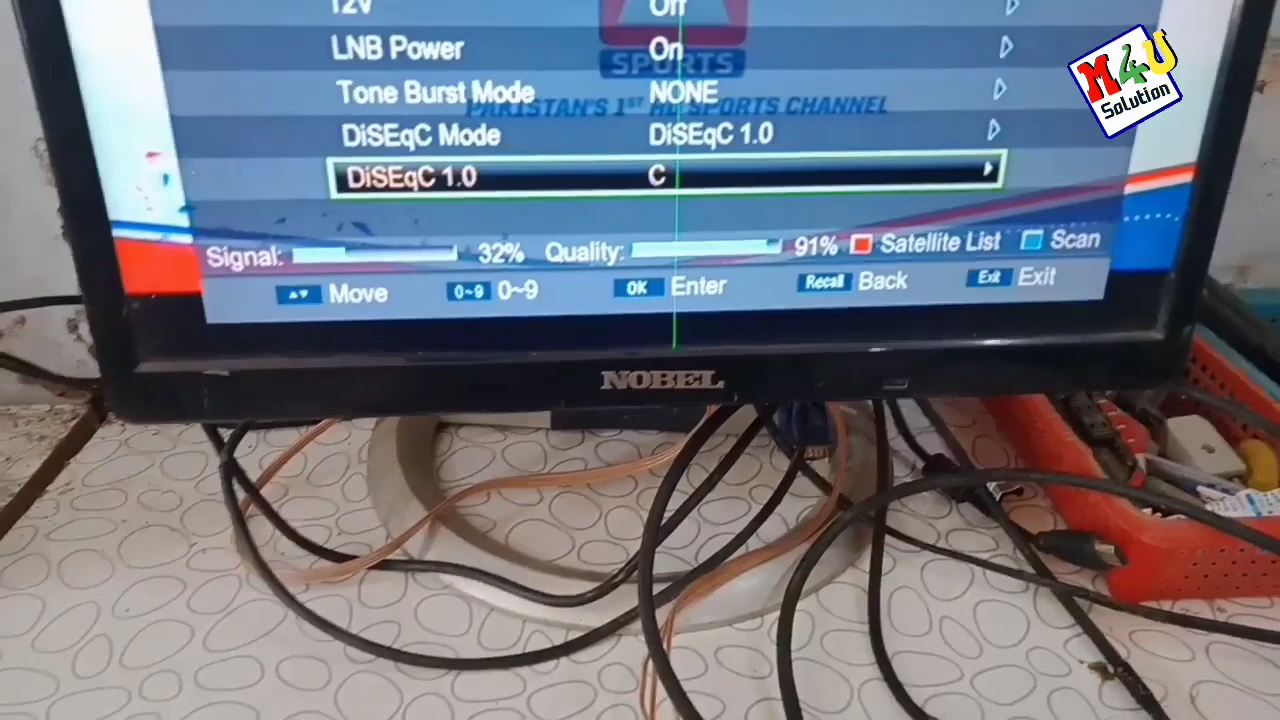 12V Off
LNB Power On
SPORTS
Tone Burst Mode NONE
PAKISTAN'S 1ST HD SPORTS CHANNEL
DiSEqC Mode DiSEqC 1.0
DiSEqC 1.0 C
Signal: 32% Quality: 91% Satellite List Scan
Move 0~9 0~9 OK Enter Recall Back Exit Exit
NOBEL
M4U
Solution